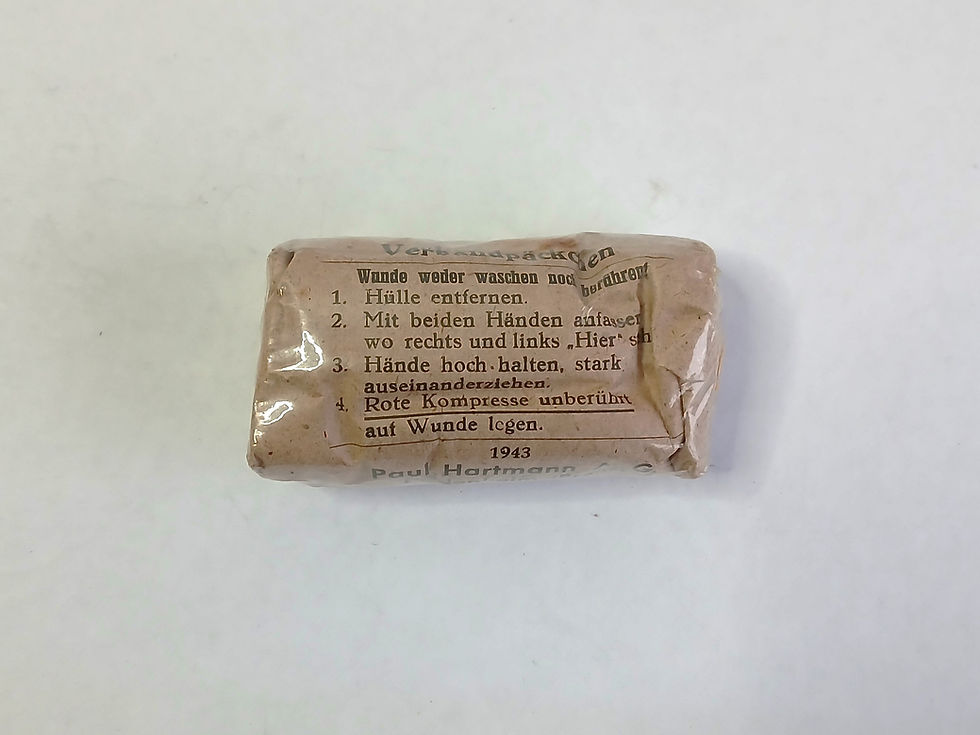 Verbandpäckchen
Wunde weder waschen noch berühren!
1. Hülle entfernen.
2. Mit beiden Händen anfassen
wo rechts und links „Hier“
3. Hände hoch halten, stark
auseinanderziehen.
4. Rote Kompresse unberührt
auf Wunde legen.
1943
Paul Hartmann A. G.